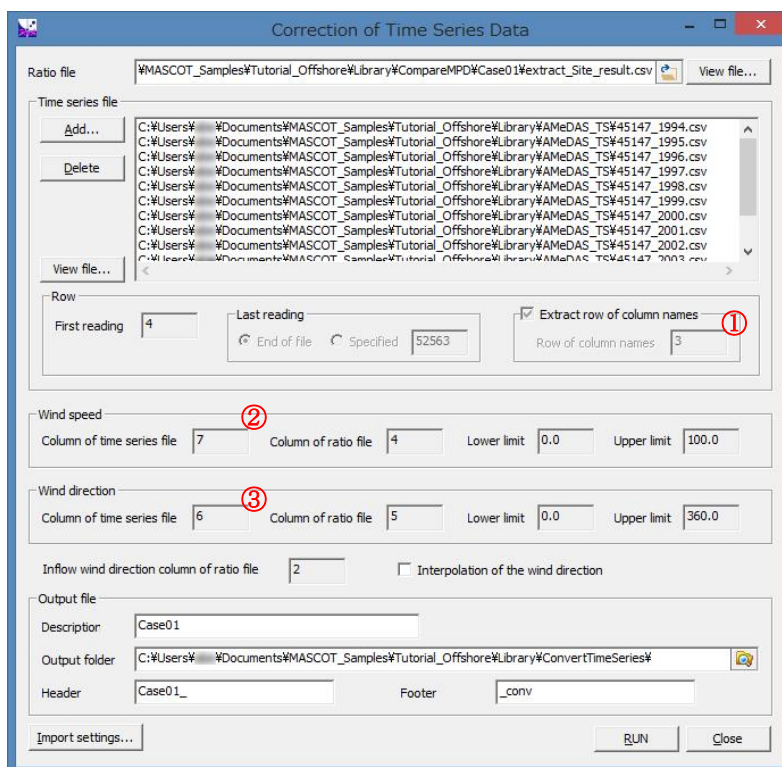 Correction of Time Series Data
Ratio file ¥MASCOT_Samples¥Tutorial_Offshore¥Library¥CompareMPD¥Case01¥extract_Site_result.csv View file...
Time series file
Add...
Delete
View file...
C:¥Users¥ ¥Documents¥MASCOT_Samples¥Tutorial_Offshore¥Library¥AMeDAS_TS¥45147_1994.csv
C:¥Users¥ ¥Documents¥MASCOT_Samples¥Tutorial_Offshore¥Library¥AMeDAS_TS¥45147_1995.csv
C:¥Users¥ ¥Documents¥MASCOT_Samples¥Tutorial_Offshore¥Library¥AMeDAS_TS¥45147_1996.csv
C:¥Users¥ ¥Documents¥MASCOT_Samples¥Tutorial_Offshore¥Library¥AMeDAS_TS¥45147_1997.csv
C:¥Users¥ ¥Documents¥MASCOT_Samples¥Tutorial_Offshore¥Library¥AMeDAS_TS¥45147_1998.csv
C:¥Users¥ ¥Documents¥MASCOT_Samples¥Tutorial_Offshore¥Library¥AMeDAS_TS¥45147_1999.csv
C:¥Users¥ ¥Documents¥MASCOT_Samples¥Tutorial_Offshore¥Library¥AMeDAS_TS¥45147_2000.csv
C:¥Users¥ ¥Documents¥MASCOT_Samples¥Tutorial_Offshore¥Library¥AMeDAS_TS¥45147_2001.csv
C:¥Users¥ ¥Documents¥MASCOT_Samples¥Tutorial_Offshore¥Library¥AMeDAS_TS¥45147_2002.csv
C:¥Users¥ ¥Documents¥MASCOT_Samples¥Tutorial_Offshore¥Library¥AMeDAS_TS¥45147_2003.csv
Row
First reading 4
Last reading
End of file Specified 52563
Extract row of column names ①
Row of column names 3
Wind speed ②
Column of time series file 7 Column of ratio file 4 Lower limit 0.0 Upper limit 100.0
Wind direction ③
Column of time series file 6 Column of ratio file 5 Lower limit 0.0 Upper limit 360.0
Inflow wind direction column of ratio file 2 Interpolation of the wind direction
Output file
Description Case01
Output folder C:¥Users¥ ¥Documents¥MASCOT_Samples¥Tutorial_Offshore¥Library¥ConvertTimeSeries¥
Header Case01_ Footer _conv
Import settings... RUN Close